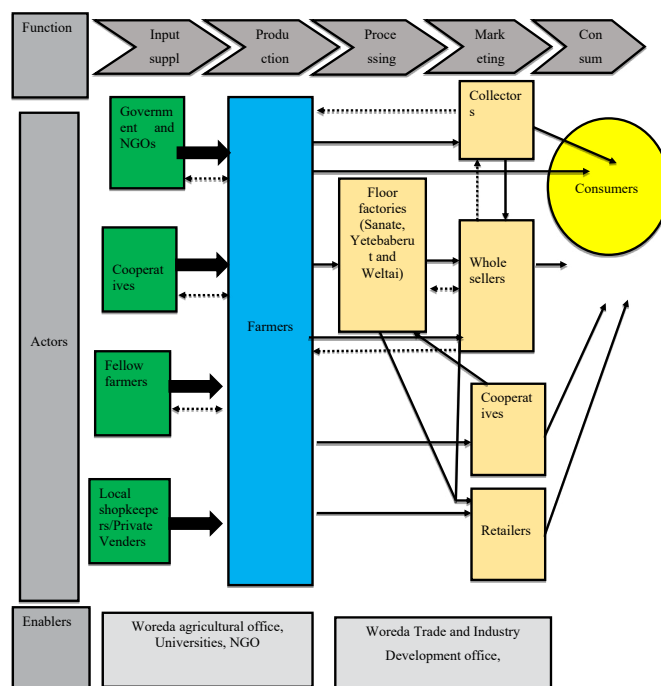 Function
Input
suppl
Produ
ction
Proce
ssing
Mark
eting
Con
sum
Actors
Governm
ent and
NGOs
Cooperat
ives
Fellow
farmers
Local
shopkeep
ers/Private
Venders
Farmers
Floor
factories
(Sanate,
Yetebaberu
t and
Weltai)
Collector
s
Whole
sellers
Cooperat
ives
Retailers
Consumers
Enablers
Woreda agricultural office,
Universities, NGO
Woreda Trade and Industry
Development office,